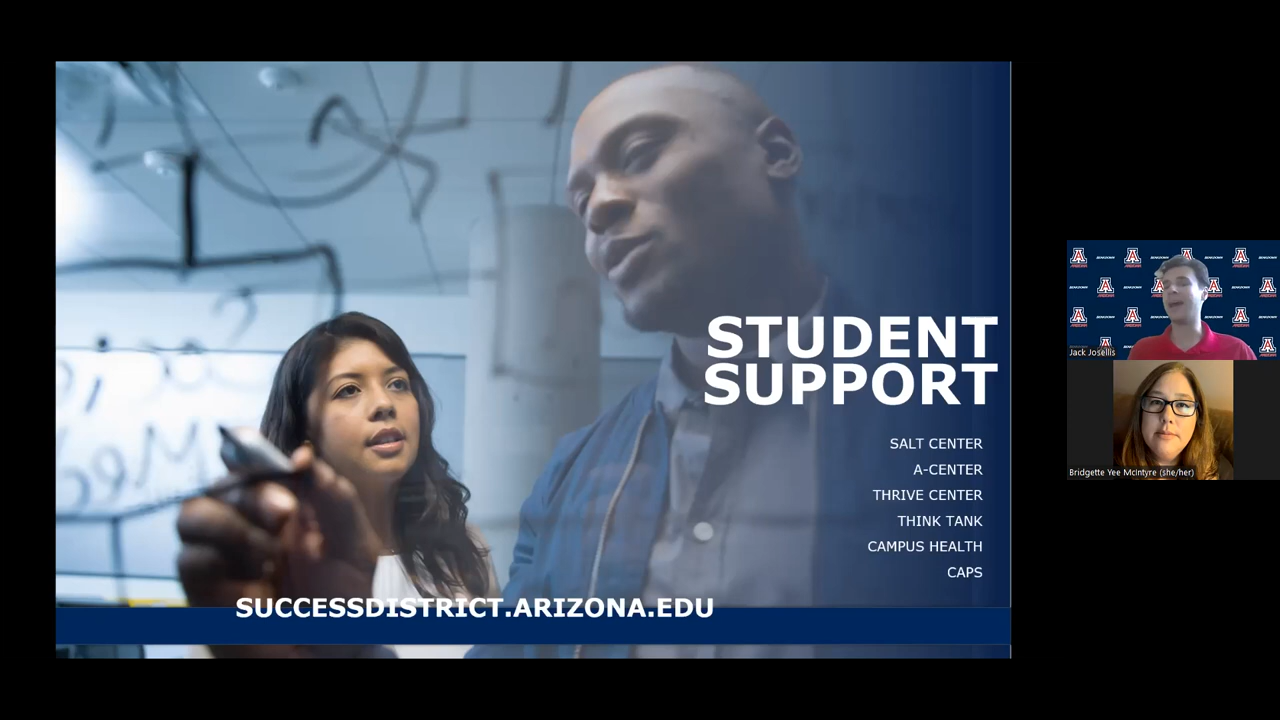 STUDENT
SUPPORT
SALT CENTER
A-CENTER
THRIVE CENTER
THINK TANK
CAMPUS HEALTH
CAPS
SUCCESSDISTRICT.ARIZONA.EDU
Jack Josellis
Bridgette Yee McIntyre (she/her)